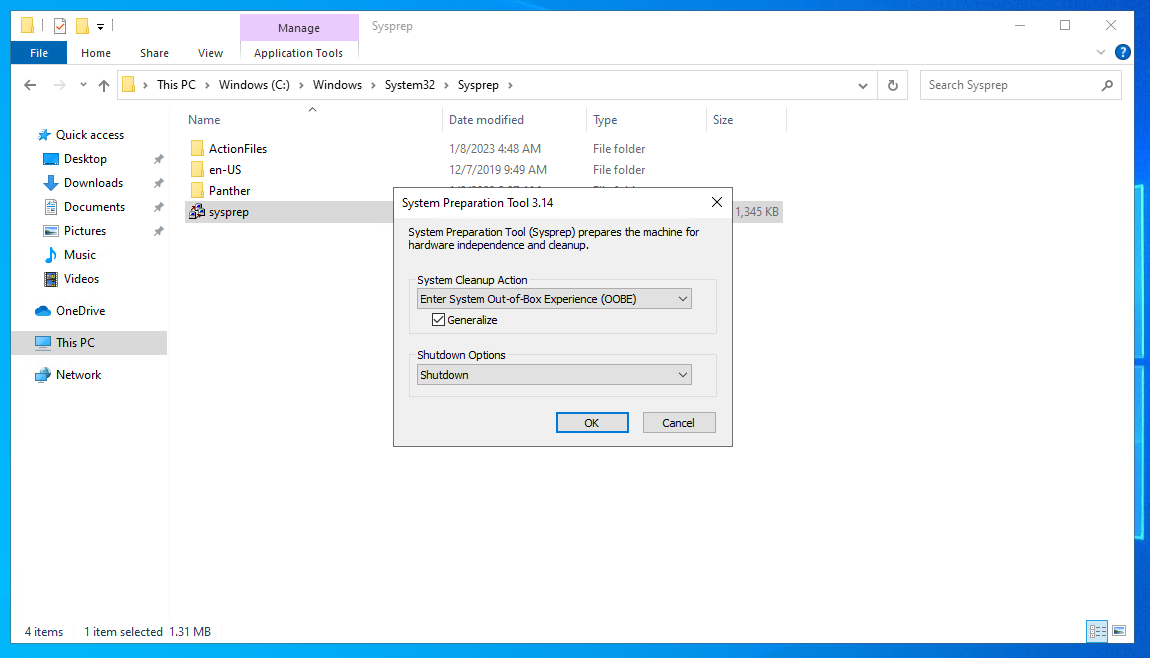 Manage
Sysprep
File
Home
Share
View
Application Tools
This PC
Windows (C:)
Windows
System32
Sysprep
Search Sysprep
Name
Date modified
Type
Size
Quick access
Desktop
Downloads
Documents
Pictures
Music
Videos
OneDrive
This PC
Network
ActionFiles
1/8/2023 4:48 AM
File folder
en-US
12/7/2019 9:49 AM
File folder
Panther
sysprep
1,345 KB
System Preparation Tool 3.14
System Preparation Tool (Sysprep) prepares the machine for
hardware independence and cleanup.
System Cleanup Action
Enter System Out-of-Box Experience (OOBE)
Generalize
Shutdown Options
Shutdown
OK
Cancel
4 items
1 item selected
1.31 MB